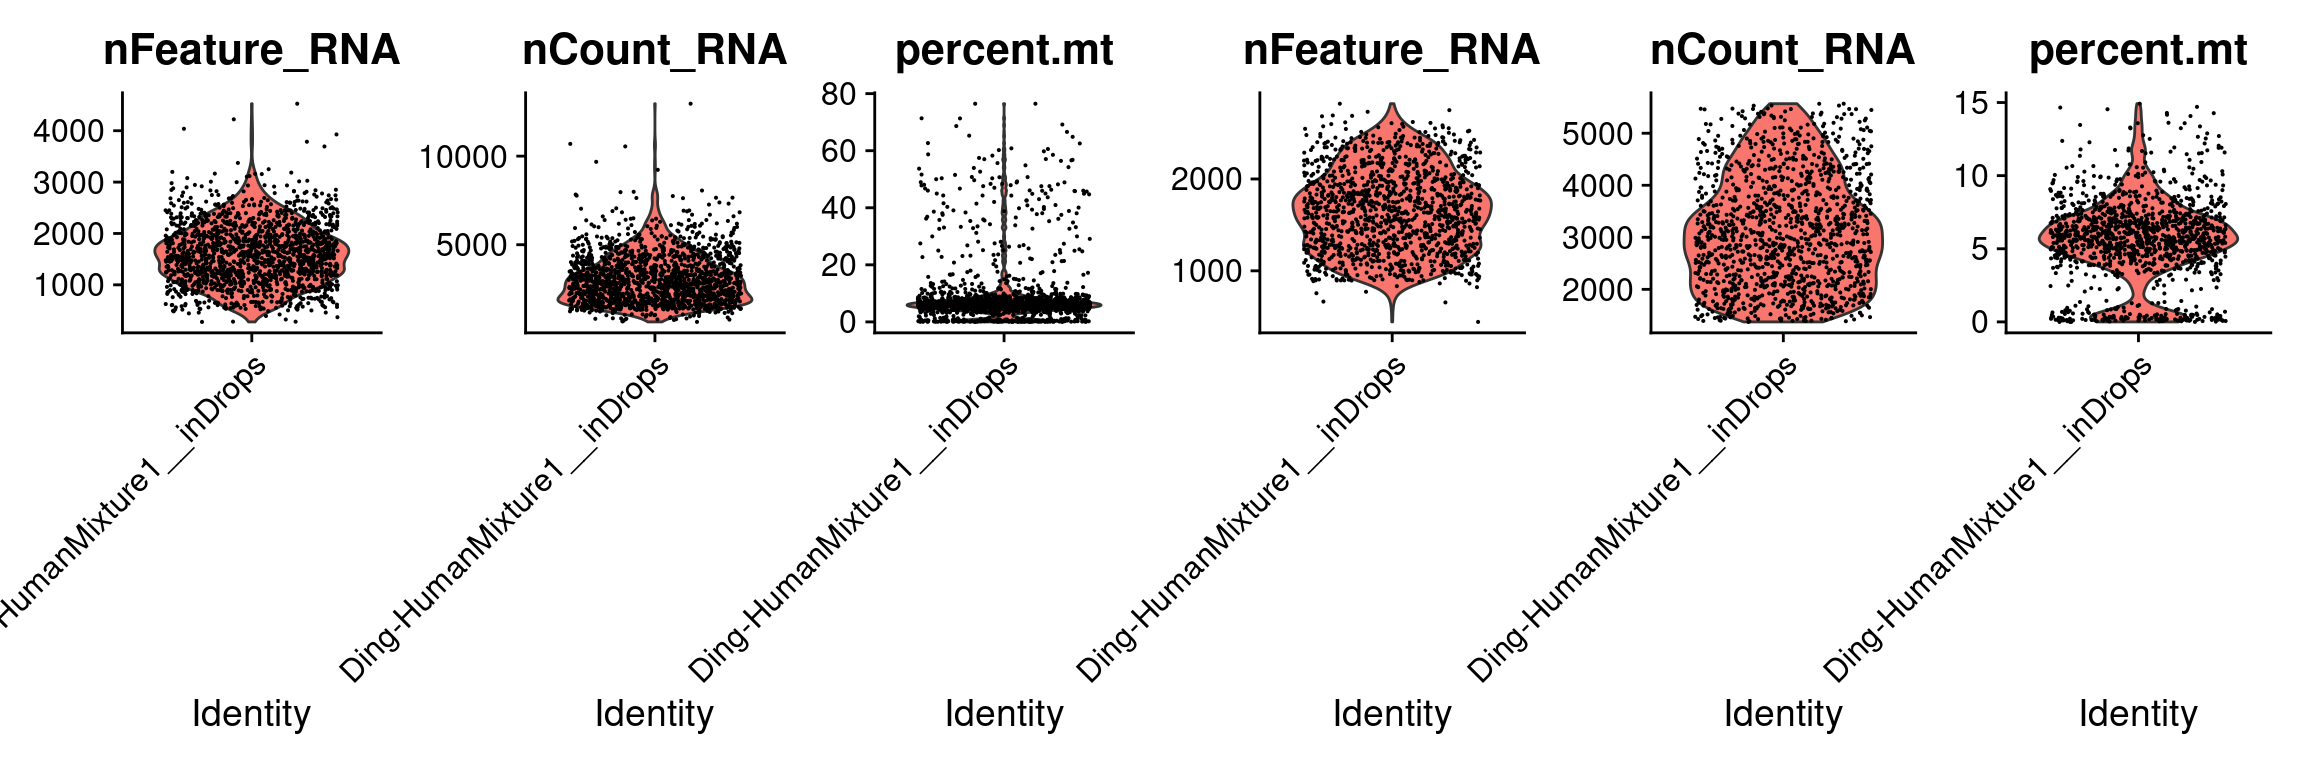 nFeature_RNA
4000
3000
2000
1000
HumanMixture1__inDrops
Identity
nCount_RNA
10000
5000
Ding-HumanMixture1__inDrops
Identity
percent.mt
80
60
40
20
0
Ding-HumanMixture1__inDrops
Identity
nFeature_RNA
2000
1000
Ding-HumanMixture1__inDrops
Identity
nCount_RNA
5000
4000
3000
2000
Ding-HumanMixture1__inDrops
Identity
percent.mt
15
10
5
0
Ding-HumanMixture1__inDrops
Identity